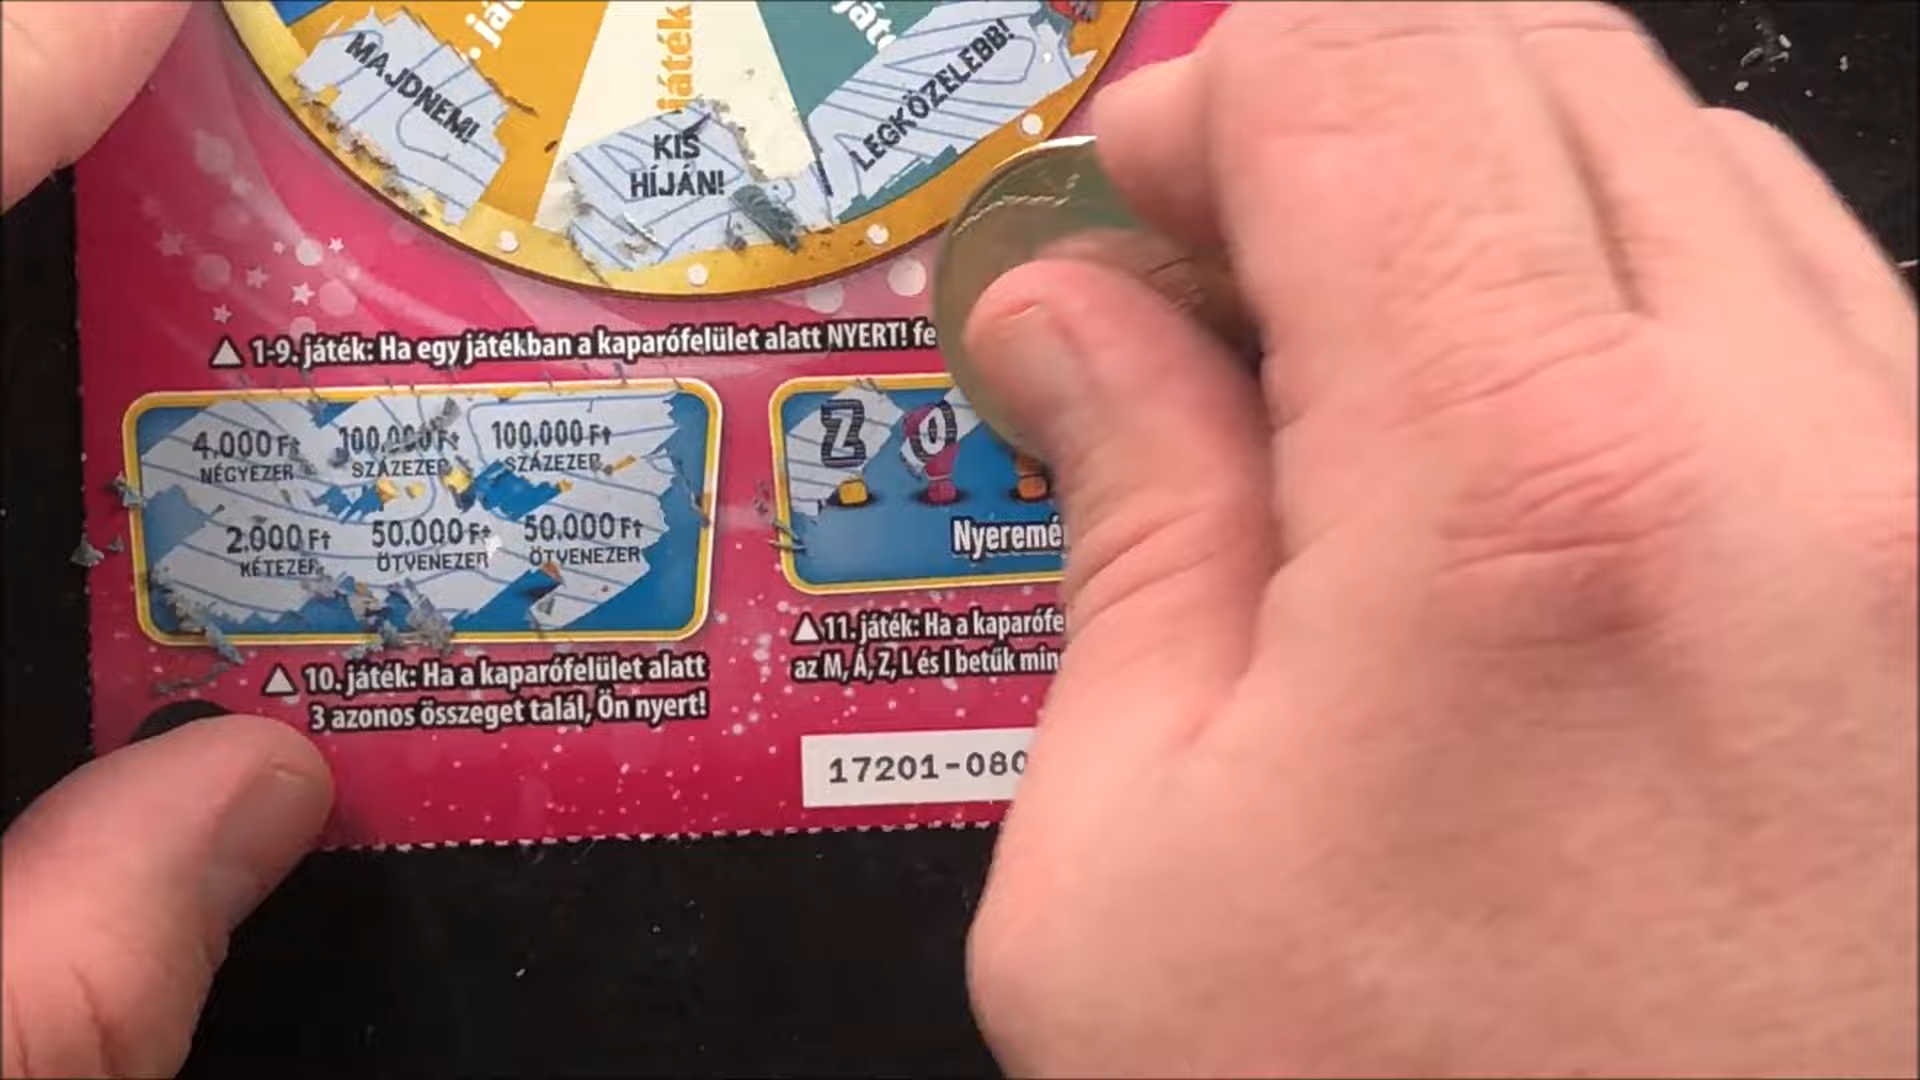 játék
MAJDNEM!
KIS
HÍJÁN!
LEGKÖZELEBB!
1-9. játék: Ha egy játékban a kaparófelület alatt NYERT! fe
4.000 Ft
NÉGYEZER
100.000 Ft
SZÁZEZER
100.000 Ft
SZÁZEZER
2.000 Ft
KÉTEZER
50.000 Ft
ÖTVENEZER
50.000 Ft
ÖTVENEZER
10. játék: Ha a kaparófelület alatt
3 azonos összeget talál, Ön nyert!
Z O
Nyeremé
11. játék: Ha a kaparófe
az M, Á, Z, L és I betűk min
17201-080